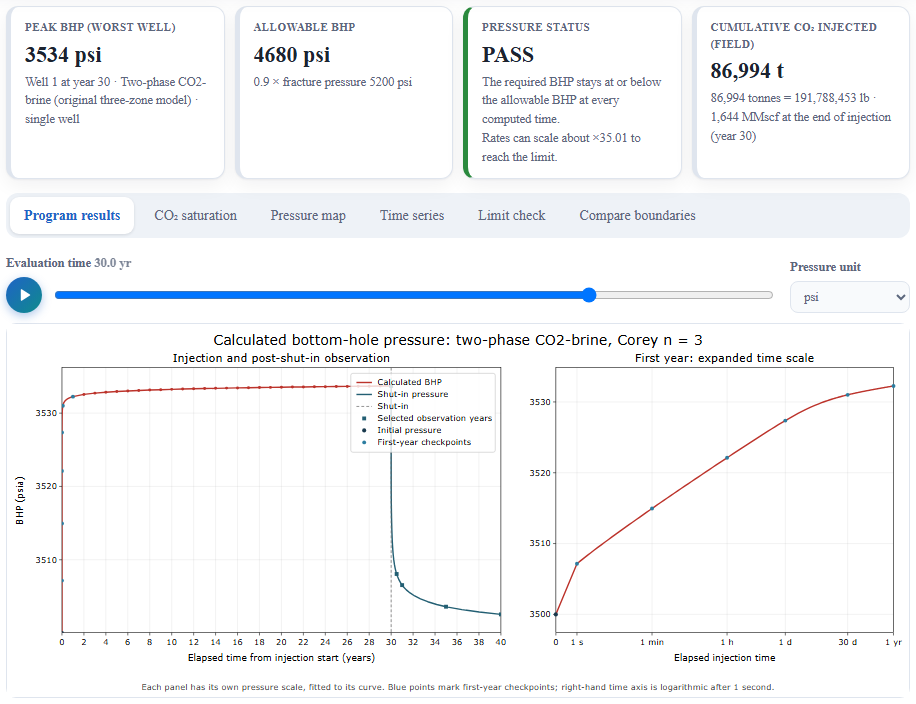 PEAK BHP (WORST WELL)
3534 psi
Well 1 at year 30 · Two-phase CO2-
brine (original three-zone model) ·
single well
ALLOWABLE BHP
4680 psi
0.9 × fracture pressure 5200 psi
PRESSURE STATUS
PASS
The required BHP stays at or below
the allowable BHP at every
computed time.
Rates can scale about ×35.01 to
reach the limit.
CUMULATIVE CO₂ INJECTED
(FIELD)
86,994 t
86,994 tonnes = 191,788,453 lb ·
1,644 MMscf at the end of injection
(year 30)
Program results
CO₂ saturation
Pressure map
Time series
Limit check
Compare boundaries
Evaluation time 30.0 yr
Pressure unit
psi
Calculated bottom-hole pressure: two-phase CO2-brine, Corey n = 3
Injection and post-shut-in observation
Calculated BHP
Shut-in pressure
Shut-in
Selected observation years
Initial pressure
First-year checkpoints
BHP (psia)
3530
3520
3510
0 2 4 6 8 10 12 14 16 18 20 22 24 26 28 30 32 34 36 38 40
Elapsed time from injection start (years)
First year: expanded time scale
3530
3520
3510
3500
0 1 s 1 min 1 h 1 d 30 d 1 yr
Elapsed injection time
Each panel has its own pressure scale, fitted to its curve. Blue points mark first-year checkpoints; right-hand time axis is logarithmic after 1 second.